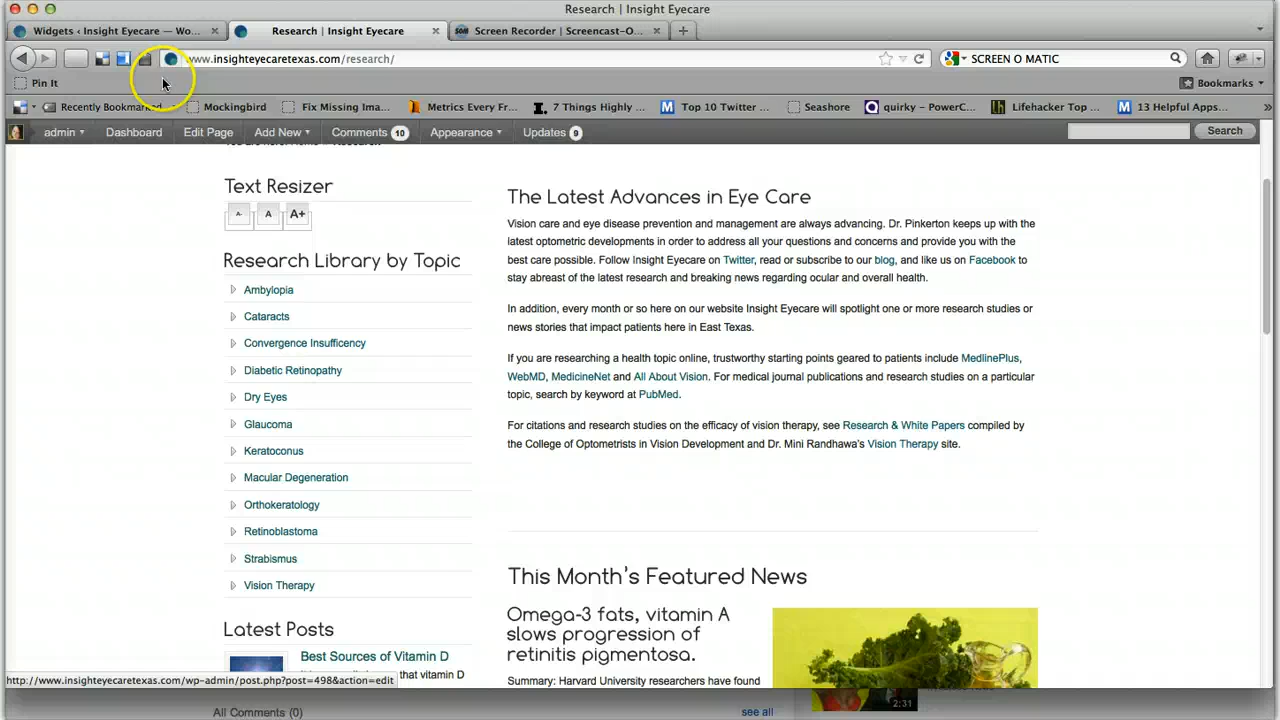 Research | Insight Eyecare
Widgets ‹ Insight Eyecare — Wo...
Research | Insight Eyecare
Screen Recorder | Screencast-O...
www.insighteyecaretexas.com/research/
SCREEN O MATIC
Pin It
Bookmarks
Recently Bookmarked
Mockingbird
Fix Missing Ima...
Metrics Every Fr...
7 Things Highly ...
Top 10 Twitter ...
Seashore
quirky – PowerC...
Lifehacker Top ...
13 Helpful Apps...
admin
Dashboard
Edit Page
Add New
Comments 10
Appearance
Updates 9
Search
Text Resizer
A-
A
A+
Research Library by Topic
Ambylopia
Cataracts
Convergence Insufficency
Diabetic Retinopathy
Dry Eyes
Glaucoma
Keratoconus
Macular Degeneration
Orthokeratology
Retinoblastoma
Strabismus
Vision Therapy
Latest Posts
Best Sources of Vitamin D
that vitamin D
The Latest Advances in Eye Care
Vision care and eye disease prevention and management are always advancing. Dr. Pinkerton keeps up with the
latest optometric developments in order to address all your questions and concerns and provide you with the
best care possible. Follow Insight Eyecare on Twitter, read or subscribe to our blog, and like us on Facebook to
stay abreast of the latest research and breaking news regarding ocular and overall health.
In addition, every month or so here on our website Insight Eyecare will spotlight one or more research studies or
news stories that impact patients here in East Texas.
If you are researching a health topic online, trustworthy starting points geared to patients include MedlinePlus,
WebMD, MedicineNet and All About Vision. For medical journal publications and research studies on a particular
topic, search by keyword at PubMed.
For citations and research studies on the efficacy of vision therapy, see Research & White Papers compiled by
the College of Optometrists in Vision Development and Dr. Mini Randhawa's Vision Therapy site.
This Month's Featured News
Omega-3 fats, vitamin A
slows progression of
retinitis pigmentosa.
Summary: Harvard University researchers have found
http://www.insighteyecaretexas.com/wp-admin/post.php?post=498&action=edit
2:31
All Comments (0)
see all